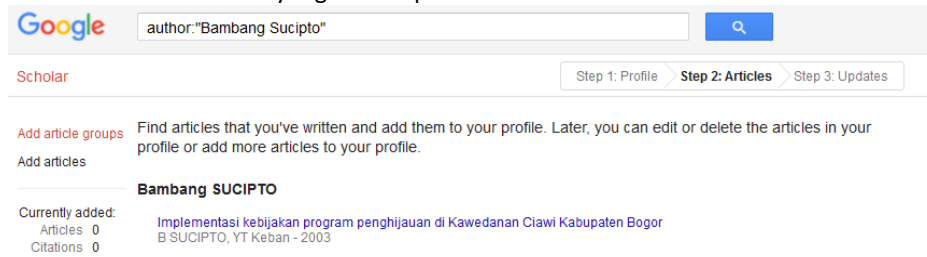 Google
author:"Bambang Sucipto"
Scholar
Step 1: Profile
Step 2: Articles
Step 3: Updates
Add article groups
Add articles
Currently added:
Articles 0
Citations 0
Find articles that you've written and add them to your profile. Later, you can edit or delete the articles in your
profile or add more articles to your profile.
Bambang SUCIPTO
Implementasi kebijakan program penghijauan di Kawedanan Ciawi Kabupaten Bogor
B SUCIPTO, YT Keban - 2003